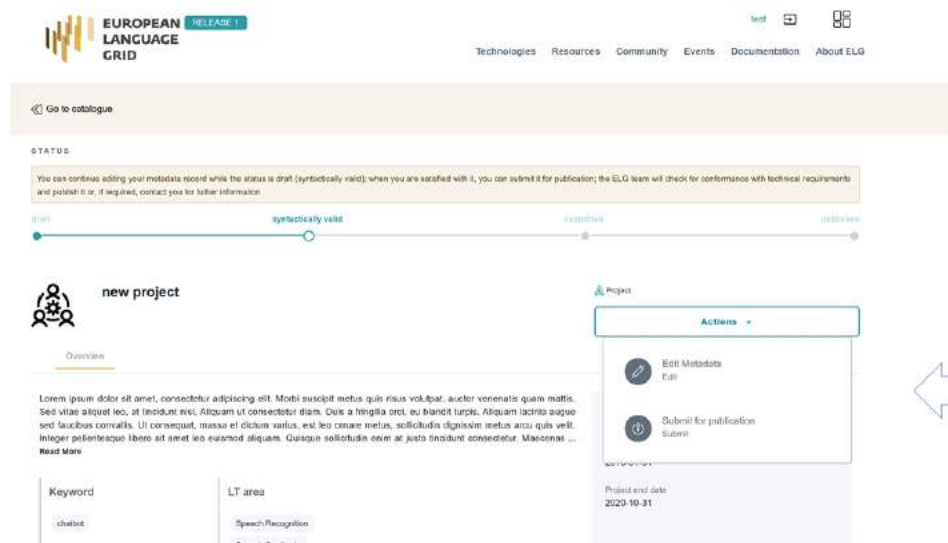 EUROPEAN
LANGUAGE
GRID
RELEASE 1
test
Technologies Resources Community Events Documentation About ELG
Go to catalogue
STATUS
You can continue editing your metadata record while the status is draft (syntactically valid); when you are satisfied with it, you can submit it for publication; the ELG team will check for conformance with technical requirements
and publish it or, if required, contact you for futher information
draft syntactically valid submitted published
new project
Project
Actions
Overview
Edit Metadata
Edit
Submit for publication
Submit
Lorem ipsum dolor sit amet, consectetur adipiscing elit. Morbi suscipit metus quis risus volutpat, auctor venenatis quam mattis.
Sed vitae aliquet leo, at tincidunt nisl. Aliquam ut consectetur diam. Duis a fringilla orci, eu blandit turpis. Aliquam lacinia augue
sed faucibus convallis. Ut consequat, massa et dictum varius, est leo ornare metus, sollicitudin dignissim metus arcu quis velit.
Integer pellentesque libero sit amet leo euismod aliquam. Quisque sollicitudin enim at justo tincidunt consectetur. Maecenas ...
Read More
Keyword
chatbot
LT area
Speech Recognition
Project end date
2020-10-31